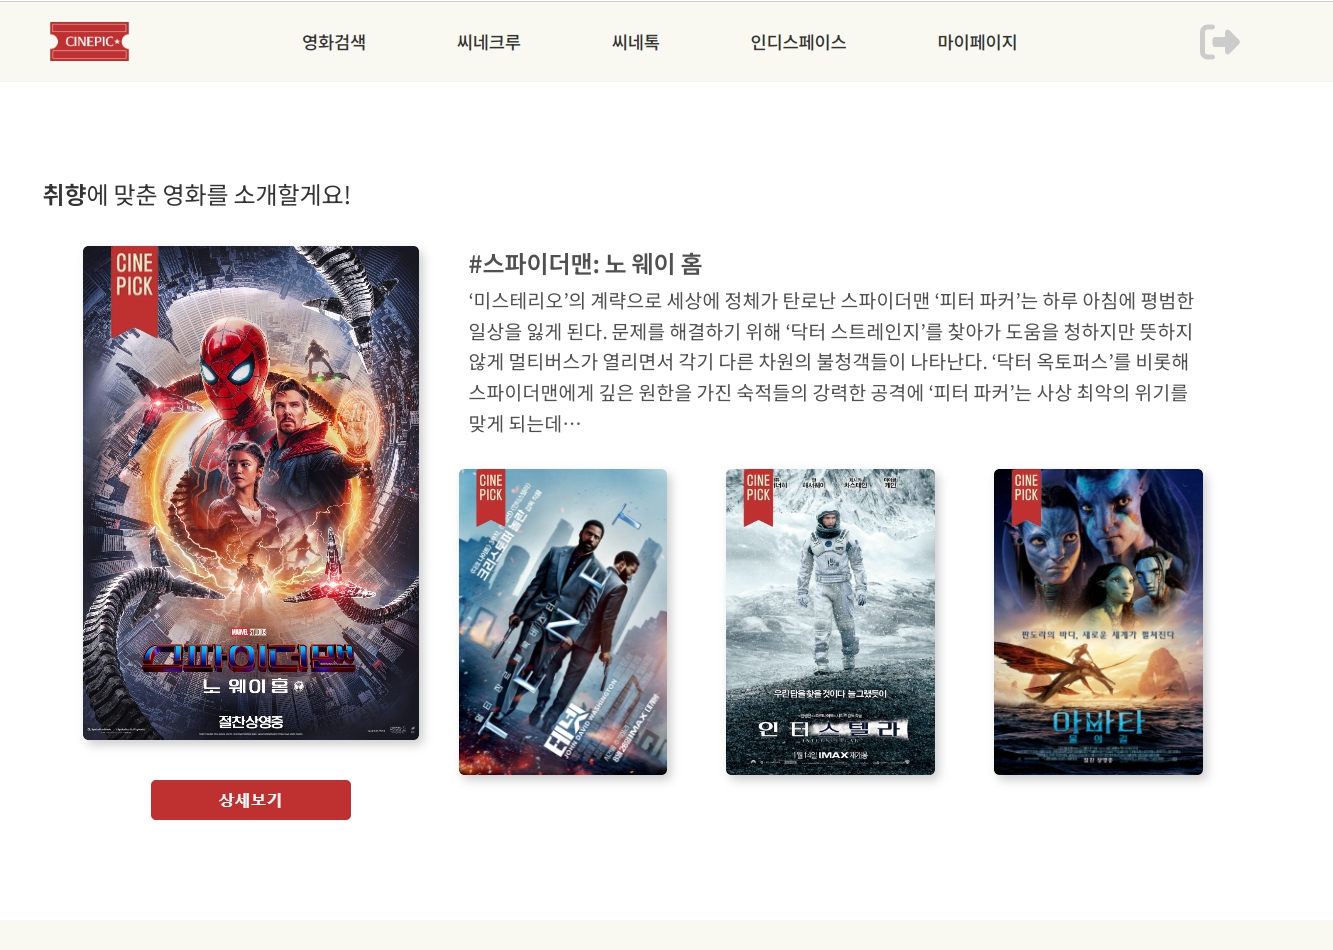 CINEPIC★
영화검색
씨네크루
씨네톡
인디스페이스
마이페이지
취향에 맞춘 영화를 소개할게요!
CINE
PICK
MARVEL STUDIOS
스파이더맨
노 웨이 홈
절찬상영중
상세보기
#스파이더맨: 노 웨이 홈
‘미스테리오’의 계략으로 세상에 정체가 탄로난 스파이더맨 ‘피터 파커’는 하루 아침에 평범한
일상을 잃게 된다. 문제를 해결하기 위해 ‘닥터 스트레인지’를 찾아가 도움을 청하지만 뜻하지
않게 멀티버스가 열리면서 각기 다른 차원의 불청객들이 나타난다. ‘닥터 옥토퍼스’를 비롯해
스파이더맨에게 깊은 원한을 가진 숙적들의 강력한 공격에 ‘피터 파커’는 사상 최악의 위기를
맞게 되는데…
CINE
PICK
크리스토퍼 놀란
TENET
테넷
JOHN DAVID WASHINGTON
CINE
PICK
우린 답을 찾을 것이다 늘 그랬듯이
인터스텔라
INTERSTELLAR
IMAX 재개봉
CINE
PICK
판도라의 바다, 새로운 세계가 펼쳐진다
아바타
물의 길
절찬 상영중